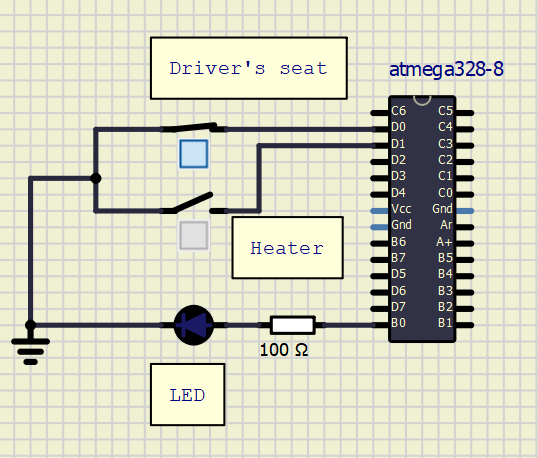 Driver's seat
atmega328-8
C6 C5
D0 C4
D1 C3
D2 C2
D3 C1
D4 C0
Vcc Gnd
Gnd Ar
B6 A+
B7 B5
D5 B4
D6 B3
D7 B2
B0 B1
Heater
100 Ω
LED